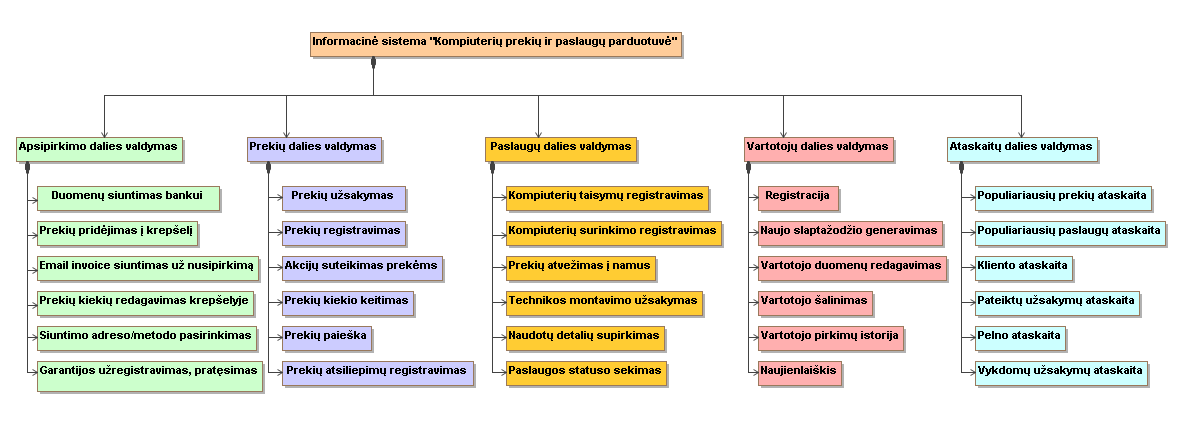 Informacinė sistema "Kompiuterių prekių ir paslaugų parduotuvė"
Apsipirkimo dalies valdymas
Duomenų siuntimas bankui
Prekių pridėjimas į krepšelį
Email invoice siuntimas už nusipirkimą
Prekių kiekių redagavimas krepšelyje
Siuntimo adreso/metodo pasirinkimas
Garantijos užregistravimas, pratęsimas
Prekių dalies valdymas
Prekių užsakymas
Prekių registravimas
Akcijų suteikimas prekėms
Prekių kiekio keitimas
Prekių paieška
Prekių atsiliepimų registravimas
Paslaugų dalies valdymas
Kompiuterių taisymų registravimas
Kompiuterių surinkimo registravimas
Prekių atvežimas į namus
Technikos montavimo užsakymas
Naudotų detalių supirkimas
Paslaugos statuso sekimas
Vartotojų dalies valdymas
Registracija
Naujo slaptažodžio generavimas
Vartotojo duomenų redagavimas
Vartotojo šalinimas
Vartotojo pirkimų istorija
Naujienlaiškis
Ataskaitų dalies valdymas
Populiariausių prekių ataskaita
Populiariausių paslaugų ataskaita
Kliento ataskaita
Pateiktų užsakymų ataskaita
Pelno ataskaita
Vykdomų užsakymų ataskaita